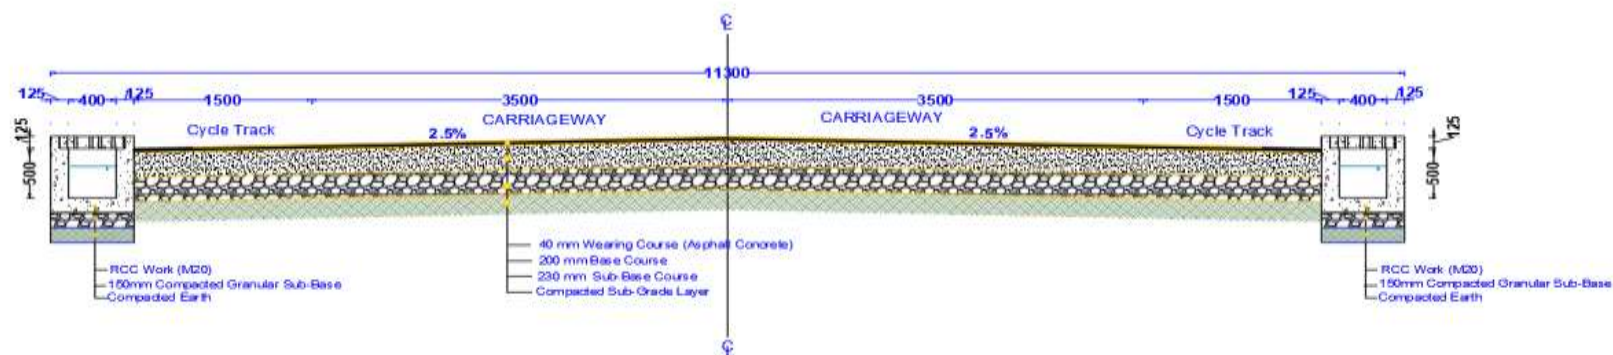 ℄
11300
125 400 125 1500 3500 3500 1500 125 400 125
Cycle Track 2.5% CARRIAGEWAY CARRIAGEWAY 2.5% Cycle Track
125
500
125
500
40 mm Wearing Course (Asphalt Concrete)
200 mm Base Course
230 mm Sub-Base Course
Compacted Sub-Grade Layer
RCC Work (M20)
150mm Compacted Granular Sub-Base
Compacted Earth
RCC Work (M20)
150mm Compacted Granular Sub-Base
Compacted Earth
℄